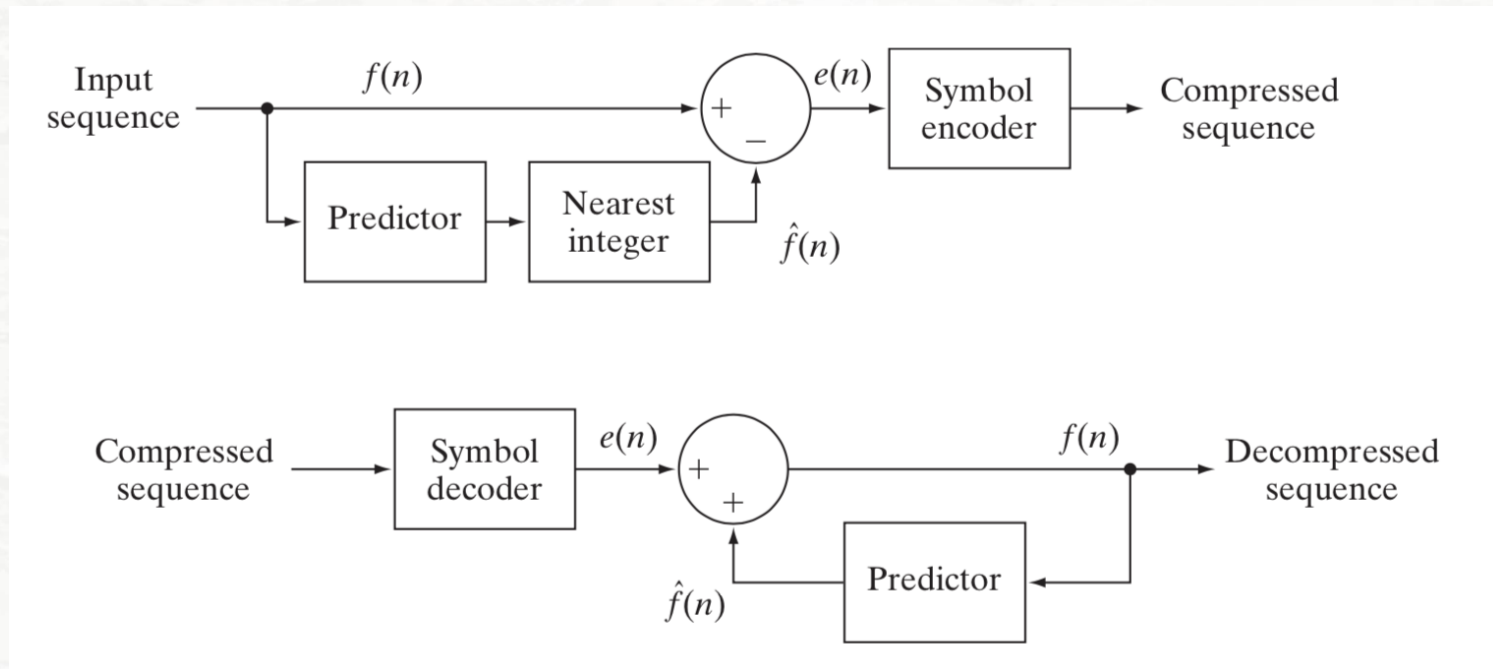 Input
sequence
f(n)
Predictor
Nearest
integer
f̂(n)
+
−
e(n)
Symbol
encoder
Compressed
sequence
Compressed
sequence
Symbol
decoder
e(n)
+
+
f̂(n)
Predictor
f(n)
Decompressed
sequence